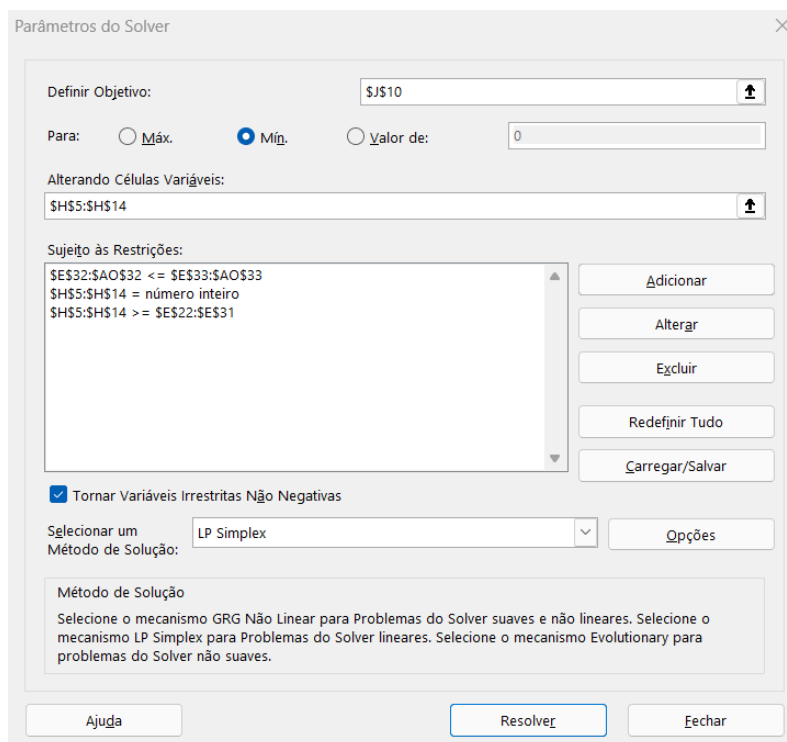 Parâmetros do Solver
Definir Objetivo:
$J$10
Para:
Máx.
Mín.
Valor de:
0
Alterando Células Variáveis:
$H$5:$H$14
Sujeito às Restrições:
$E$32:$AO$32 <= $E$33:$AO$33
$H$5:$H$14 = número inteiro
$H$5:$H$14 >= $E$22:$E$31
Adicionar
Alterar
Excluir
Redefinir Tudo
Carregar/Salvar
Tornar Variáveis Irrestritas Não Negativas
Selecionar um
Método de Solução:
LP Simplex
Opções
Método de Solução
Selecione o mecanismo GRG Não Linear para Problemas do Solver suaves e não lineares. Selecione o
mecanismo LP Simplex para Problemas do Solver lineares. Selecione o mecanismo Evolutionary para
problemas do Solver não suaves.
Ajuda
Resolver
Fechar